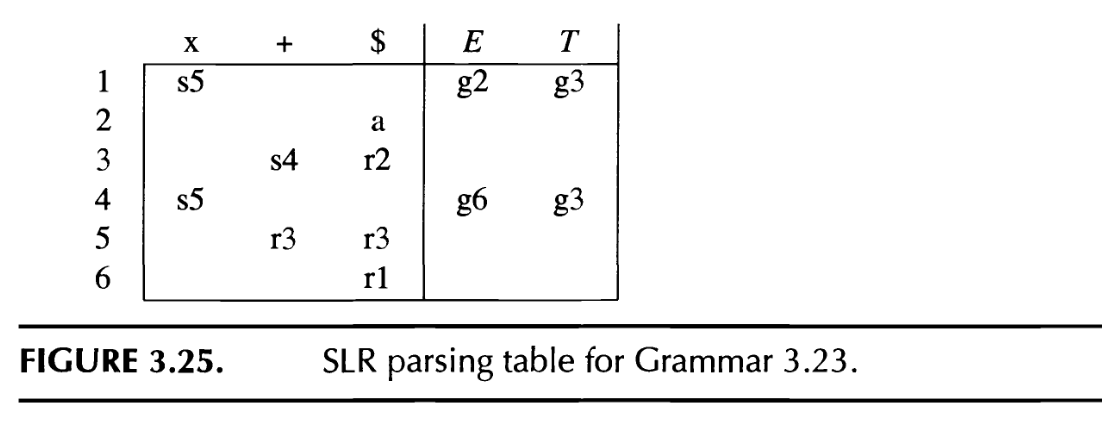 x + $ E T
1 s5 g2 g3
2 a
3 s4 r2
4 s5 g6 g3
5 r3 r3
6 r1
FIGURE 3.25. SLR parsing table for Grammar 3.23.